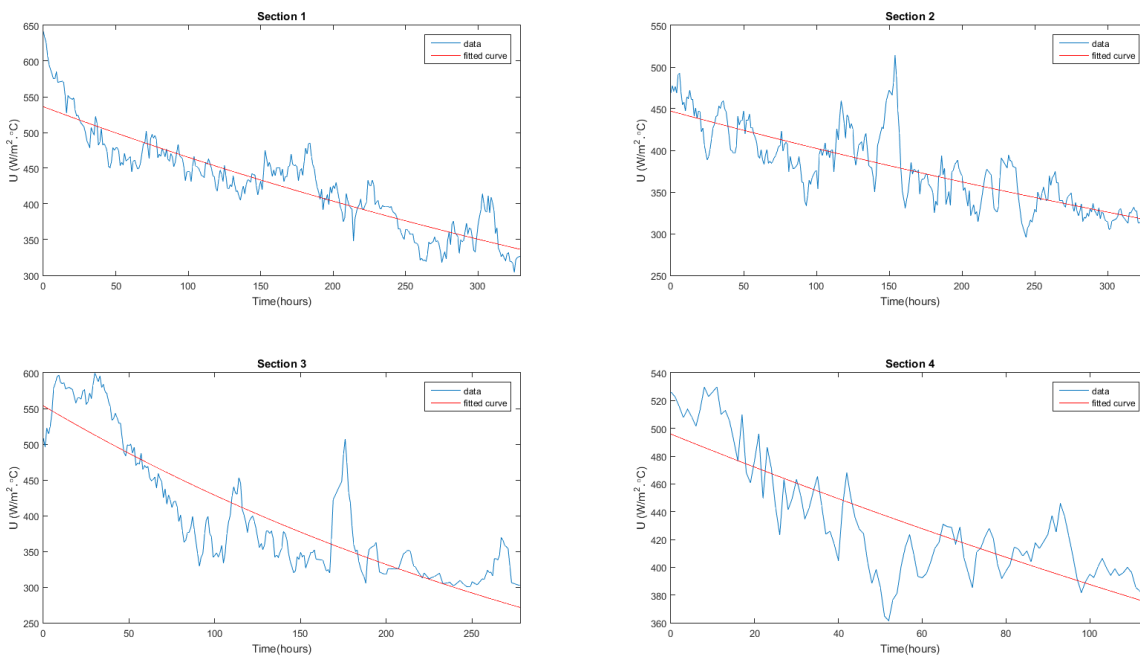 Section 1
650
600
550
500
450
400
350
300
U (W/m². °C)
0
50
100
150
200
250
300
Time(hours)
data
fitted curve
Section 2
550
500
450
400
350
300
250
U (W/m². °C)
0
50
100
150
200
250
300
Time(hours)
data
fitted curve
Section 3
600
550
500
450
400
350
300
250
U (W/m². °C)
0
50
100
150
200
250
Time(hours)
data
fitted curve
Section 4
540
520
500
480
460
440
420
400
380
360
U (W/m². °C)
0
20
40
60
80
100
Time(hours)
data
fitted curve